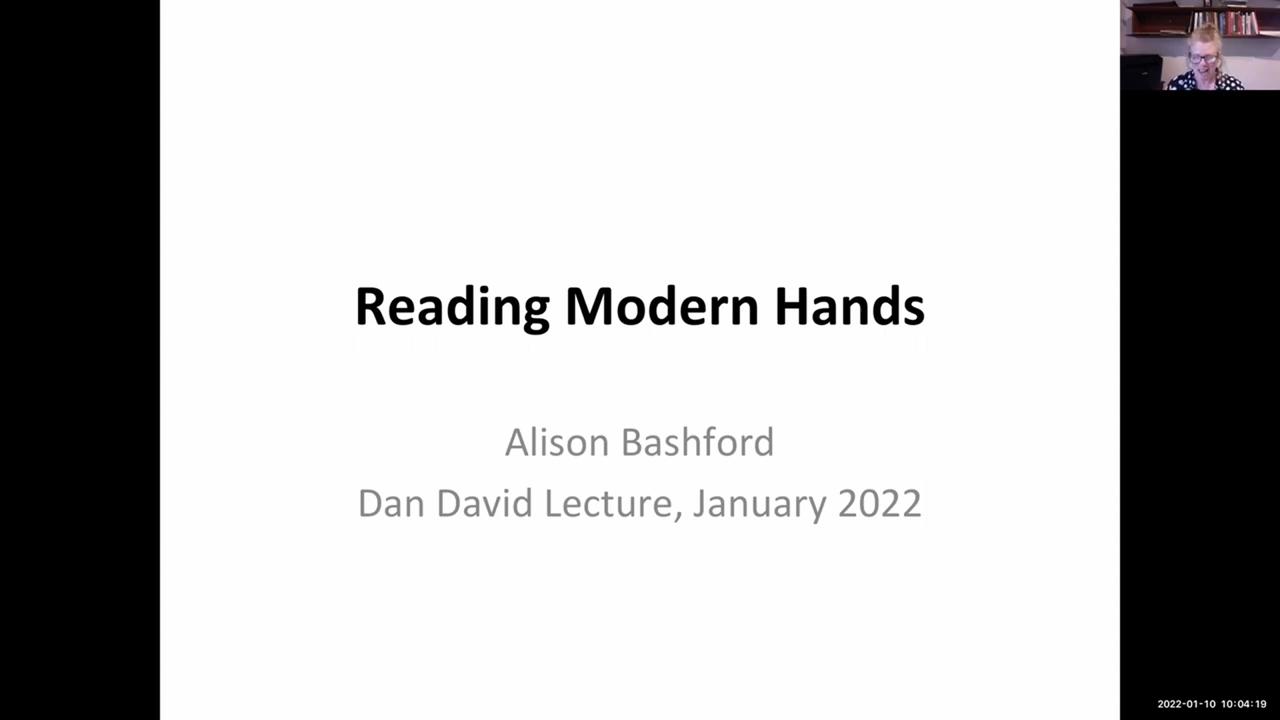 Reading Modern Hands
Alison Bashford
Dan David Lecture, January 2022
2022-01-10 10:04:19